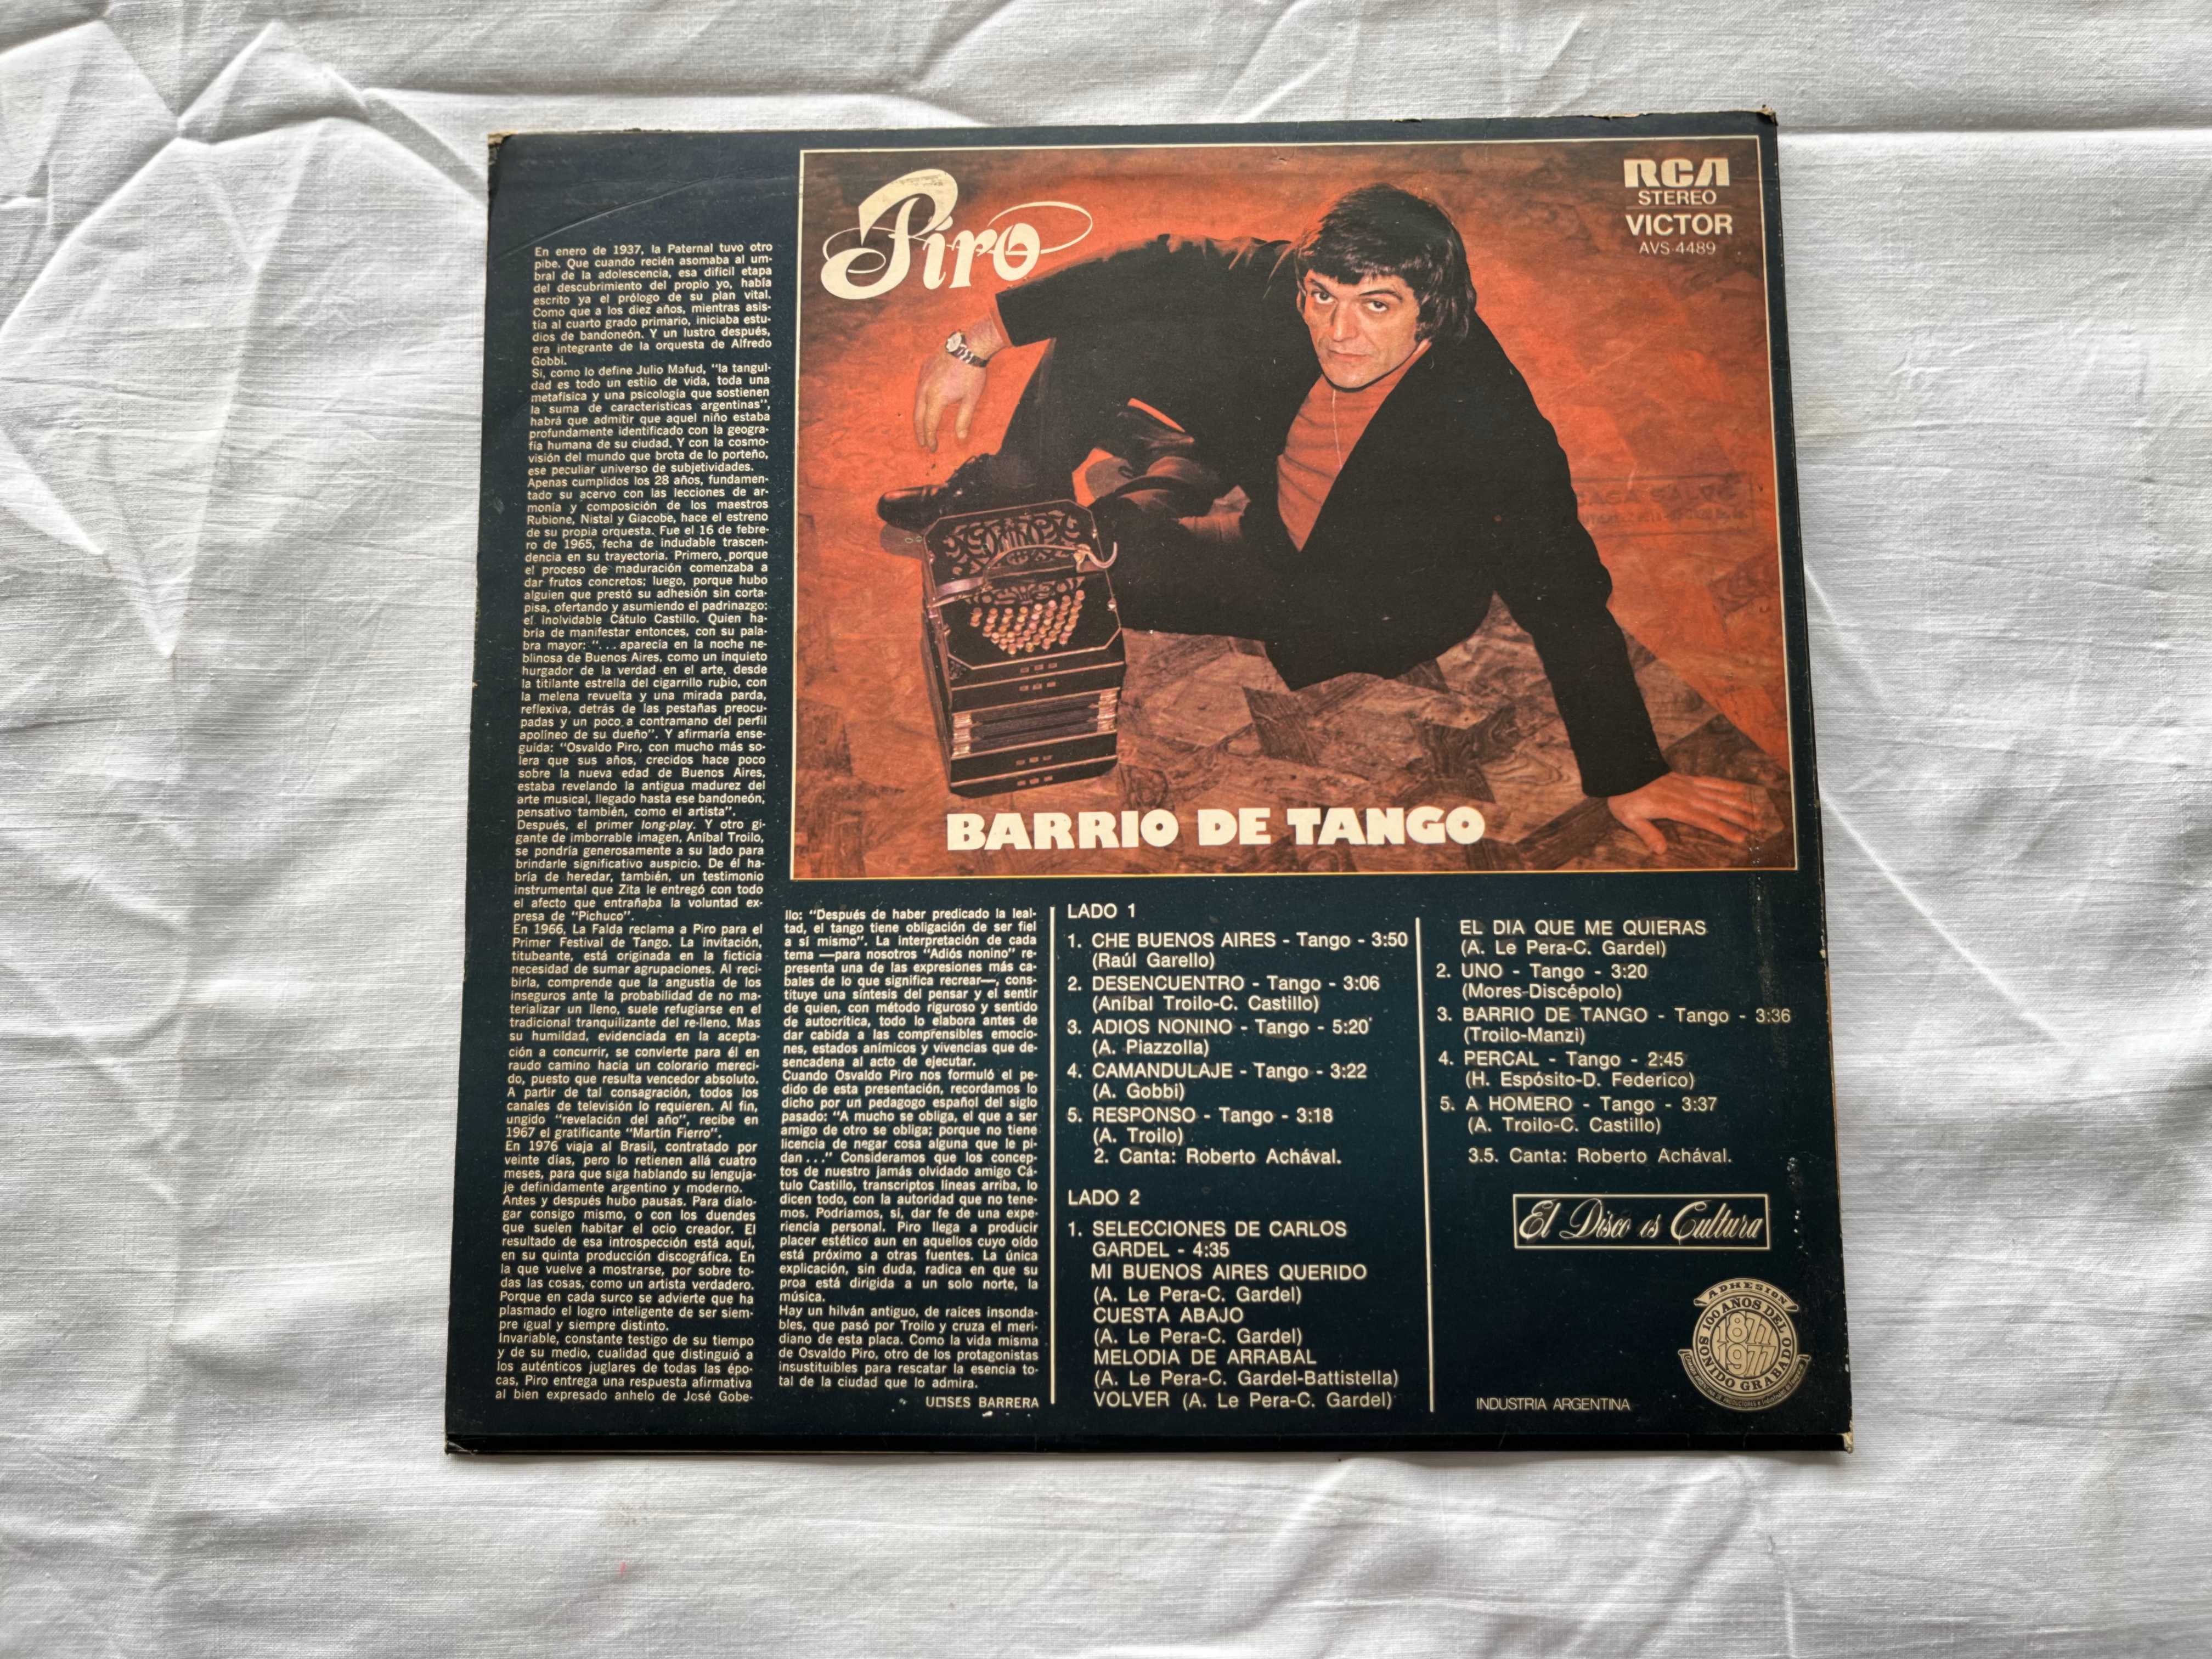 Piro
RCA
STEREO
VICTOR
AVS-4489
BARRIO DE TANGO
En enero de 1937, la Paternal tuvo otro
pibe. Que cuando recién asomaba al um-
bral de la adolescencia, esa difícil etapa
del descubrimiento del propio yo, había
escrito ya el prólogo de su plan vital.
Como que a los diez años, mientras asis-
tía al cuarto grado primario, iniciaba estu-
dios de bandoneón. Y un lustro después,
era integrante de la orquesta de Alfredo
Gobbi.
Si, como lo define Julio Mafud, "la tangui-
dad es todo un estilo de vida, toda una
metafísica y una psicología que sostienen
la suma de características argentinas",
habrá que admitir que aquel niño estaba
profundamente identificado con la geogra-
fía humana de su ciudad. Y con la cosmo-
visión del mundo que brota de lo porteño,
ese peculiar universo de subjetividades.
Apenas cumplidos los 28 años, fundamen-
tado su acervo con las lecciones de ar-
monía y composición de los maestros
Rubione, Nistal y Giacobe, hace el estreno
de su propia orquesta. Fue el 16 de febre-
ro de 1965, fecha de indudable trascen-
dencia en su trayectoria. Primero, porque
el proceso de maduración comenzaba a
dar frutos concretos; luego, porque hubo
alguien que prestó su adhesión sin corta-
pisa, ofertando y asumiendo el padrinazgo:
el inolvidable Cátulo Castillo. Quien ha-
bría de manifestar entonces, con su pala-
bra mayor: "...aparecía en la noche ne-
blinosa de Buenos Aires, como un inquieto
hurgador de la verdad en el arte, desde
la titilante estrella del cigarrillo rubio, con
la melena revuelta y una mirada parda,
reflexiva, detrás de las pestañas preocu-
padas y un poco a contramano del perfil
apolíneo de su dueño". Y afirmaría ense-
guida: "Osvaldo Piro, con mucho más so-
lera que sus años, crecidos hace poco
sobre la nueva edad de Buenos Aires,
estaba revelando la antigua madurez del
arte musical, llegado hasta ese bandoneón,
pensativo también, como el artista".
Después, el primer long-play. Y otro gi-
gante de imborrable imagen, Aníbal Troilo,
se pondría generosamente a su lado para
brindarle significativo auspicio. De él ha-
bría de heredar, también, un testimonio
instrumental que Zita le entregó con todo
el afecto que entrañaba la voluntad ex-
presa de "Pichuco".
En 1966, La Falda reclama a Piro para el
Primer Festival de Tango. La invitación,
titubeante, está originada en la ficticia
necesidad de sumar agrupaciones. Al reci-
birla, comprende que la angustia de los
inseguros ante la probabilidad de no ma-
terializar un lleno, suele refugiarse en el
tradicional tranquilizante del re-lleno. Mas
su humildad, evidenciada en la acepta-
ción a concurrir, se convierte para él en
raudo camino hacia un colorario mereci-
do, puesto que resulta vencedor absoluto.
A partir de tal consagración, todos los
canales de televisión lo requieren. Al fin,
ungido "revelación del año", recibe en
1967 el gratificante "Martín Fierro".
En 1976 viaja al Brasil, contratado por
veinte días, pero lo retienen allá cuatro
meses, para que siga hablando su lengua-
je definidamente argentino y moderno.
Antes y después hubo pausas. Para dialo-
gar consigo mismo, o con los duendes
que suelen habitar el ocio creador. El
resultado de esa introspección está aquí,
en su quinta producción discográfica. En
la que vuelve a mostrarse, por sobre to-
das las cosas, como un artista verdadero.
Porque en cada surco se advierte que ha
plasmado el logro inteligente de ser siem-
pre igual y siempre distinto.
Invariable, constante testigo de su tiempo
y de su medio, cualidad que distinguió a
los auténticos juglares de todas las épo-
cas, Piro entrega una respuesta afirmativa
al bien expresado anhelo de José Gobe-
llo: "Después de haber predicado la leal-
tad, el tango tiene obligación de ser fiel
a sí mismo". La interpretación de cada
tema —para nosotros "Adiós nonino" re-
presenta una de las expresiones más ca-
bales de lo que significa recrear—, cons-
tituye una síntesis del pensar y el sentir
de quien, con método riguroso y sentido
de autocrítica, todo lo elabora antes de
dar cabida a las comprensibles emocio-
nes, estados anímicos y vivencias que de-
sencadena al acto de ejecutar.
Cuando Osvaldo Piro nos formuló el pe-
dido de esta presentación, recordamos lo
dicho por un pedagogo español del siglo
pasado: "A mucho se obliga, el que a ser
amigo de otro se obliga; porque no tiene
licencia de negar cosa alguna que le pi-
dan..." Consideramos que los concep-
tos de nuestro jamás olvidado amigo Cá-
tulo Castillo, transcriptos líneas arriba, lo
dicen todo, con la autoridad que no tene-
mos. Podríamos, sí, dar fe de una expe-
riencia personal. Piro llega a producir
placer estético aun en aquellos cuyo oído
está próximo a otras fuentes. La única
explicación, sin duda, radica en que su
proa está dirigida a un solo norte, la
música.
Hay un hilván antiguo, de raíces insonda-
bles, que pasó por Troilo y cruza el meri-
diano de esta placa. Como la vida misma
de Osvaldo Piro, otro de los protagonistas
insustituibles para rescatar la esencia to-
tal de la ciudad que lo admira.
ULISES BARRERA
LADO 1
1. CHE BUENOS AIRES - Tango - 3:50
(Raúl Garello)
2. DESENCUENTRO - Tango - 3:06
(Aníbal Troilo-C. Castillo)
3. ADIOS NONINO - Tango - 5:20
(A. Piazzolla)
4. CAMANDULAJE - Tango - 3:22
(A. Gobbi)
5. RESPONSO - Tango - 3:18
(A. Troilo)
2. Canta: Roberto Achával.
LADO 2
1. SELECCIONES DE CARLOS
GARDEL - 4:35
MI BUENOS AIRES QUERIDO
(A. Le Pera-C. Gardel)
CUESTA ABAJO
(A. Le Pera-C. Gardel)
MELODIA DE ARRABAL
(A. Le Pera-C. Gardel-Battistella)
VOLVER (A. Le Pera-C. Gardel)
EL DIA QUE ME QUIERAS
(A. Le Pera-C. Gardel)
2. UNO - Tango - 3:20
(Mores-Discépolo)
3. BARRIO DE TANGO - Tango - 3:36
(Troilo-Manzi)
4. PERCAL - Tango - 2:45
(H. Espósito-D. Federico)
5. A HOMERO - Tango - 3:37
(A. Troilo-C. Castillo)
3.5. Canta: Roberto Achával.
El Disco es Cultura
ADHESION
100 AÑOS DEL
SONIDO GRABADO
1877
1977
INDUSTRIA ARGENTINA